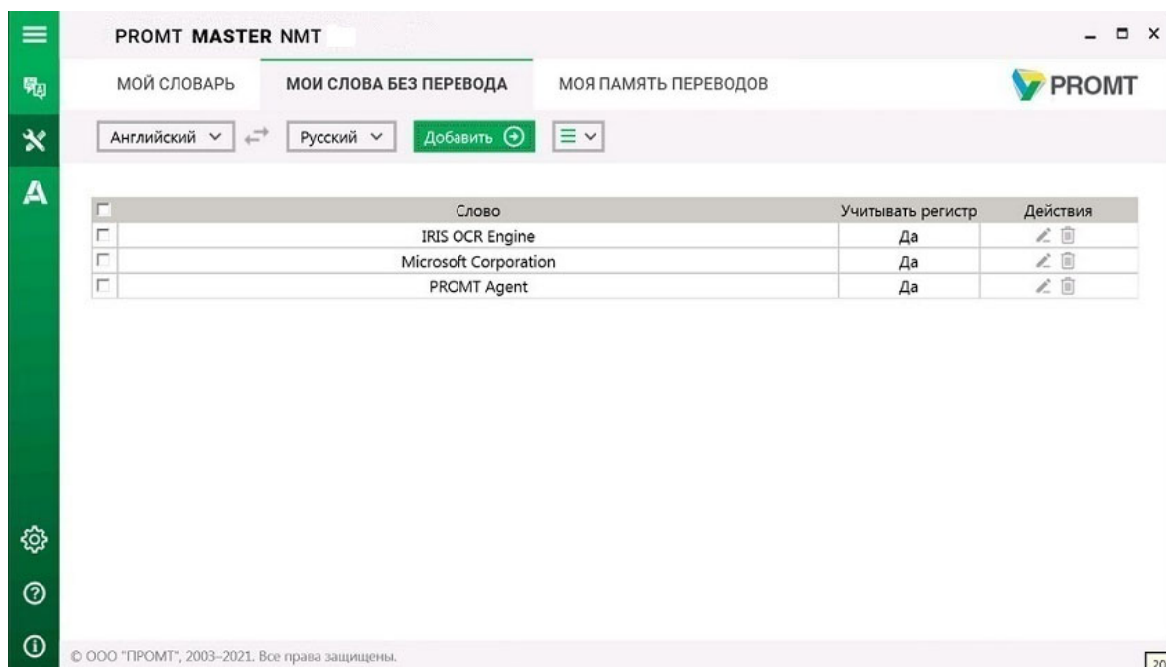 PROMT MASTER NMT
МОЙ СЛОВАРЬ МОИ СЛОВА БЕЗ ПЕРЕВОДА МОЯ ПАМЯТЬ ПЕРЕВОДОВ PROMT
Английский Русский Добавить
Слово Учитывать регистр Действия
IRIS OCR Engine Да
Microsoft Corporation Да
PROMT Agent Да
© ООО "ПРОМТ", 2003–2021. Все права защищены.